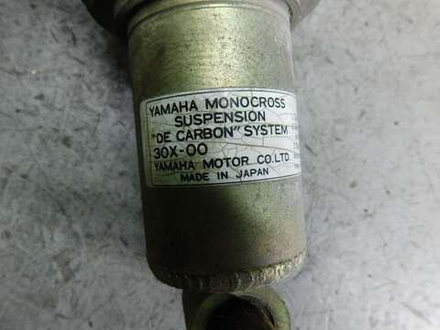 YAMAHA MONOCROSS
SUSPENSION
"DE CARBON" SYSTEM
30X-00
YAMAHA MOTOR CO.LTD.
MADE IN JAPAN